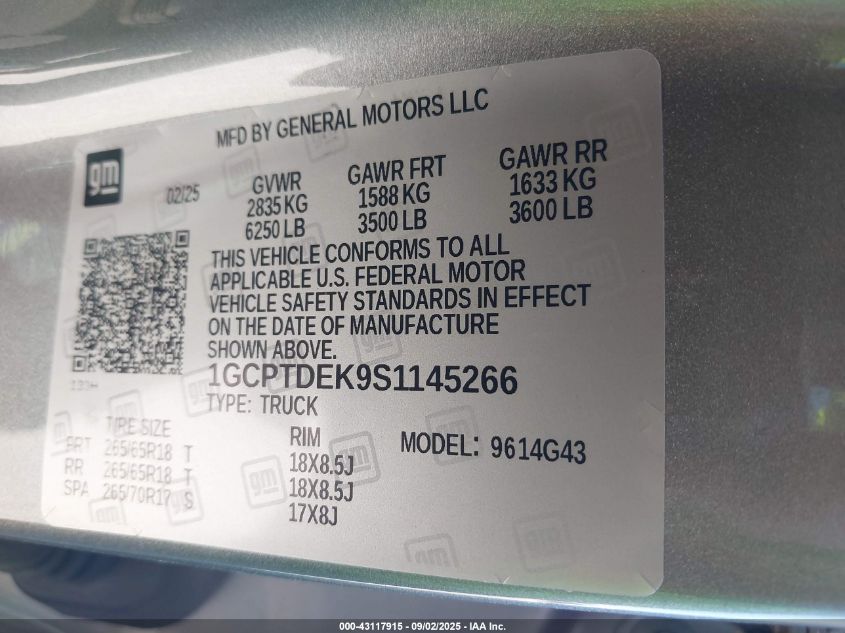 MFD BY GENERAL MOTORS LLC
gm
02/25
GVWR GAWR FRT GAWR RR
2835 KG 1588 KG 1633 KG
6250 LB 3500 LB 3600 LB
THIS VEHICLE CONFORMS TO ALL
APPLICABLE U.S. FEDERAL MOTOR
VEHICLE SAFETY STANDARDS IN EFFECT
ON THE DATE OF MANUFACTURE
SHOWN ABOVE.
1GCPTDEK9S1145266
TYPE: TRUCK
TIRE SIZE RIM MODEL: 9614G43
FRT 265/65R18 T 18X8.5J
RR 265/65R18 T 18X8.5J
SPA 265/70R17 S 17X8J
000-43117915 - 09/02/2025 - IAA Inc.